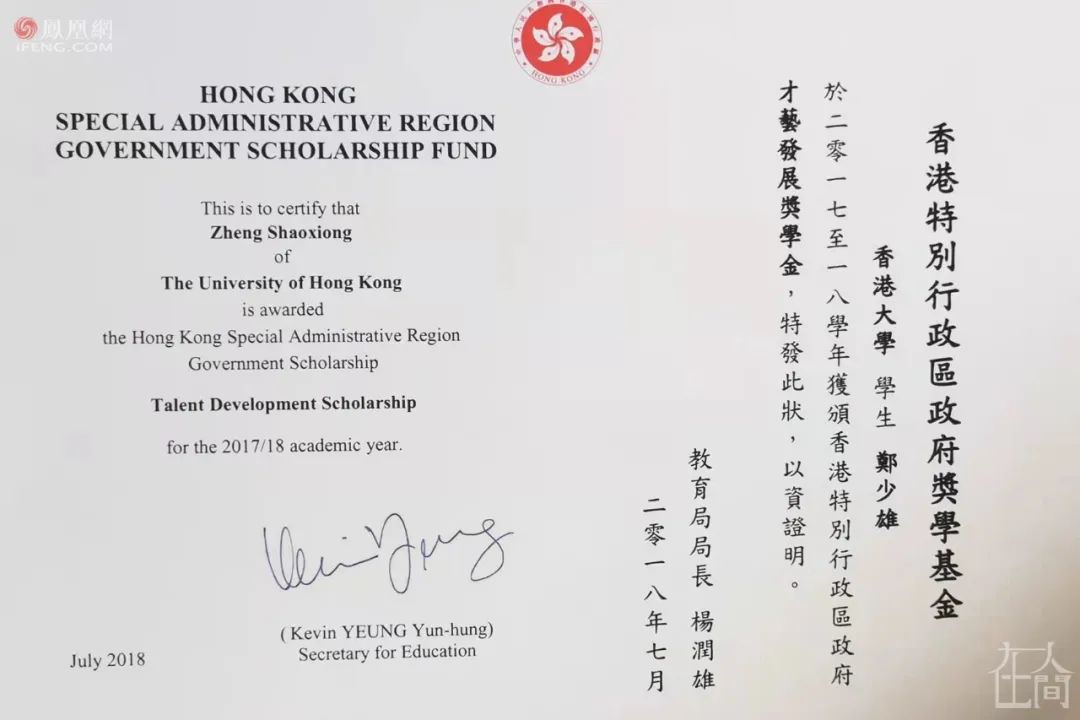 鳳凰網
iFENG.COM
HONG KONG
HONG KONG
SPECIAL ADMINISTRATIVE REGION
GOVERNMENT SCHOLARSHIP FUND
This is to certify that
Zheng Shaoxiong
of
The University of Hong Kong
is awarded
the Hong Kong Special Administrative Region
Government Scholarship
Talent Development Scholarship
for the 2017/18 academic year.
Kevin Yeung
( Kevin YEUNG Yun-hung)
Secretary for Education
July 2018
香港特別行政區政府獎學基金
香港大學 學生 鄭少雄
於二零一七至一八學年獲頒香港特別行政區政府
才藝發展獎學金，特發此狀，以資證明。
教育局局長 楊潤雄
二零一八年七月
在人間